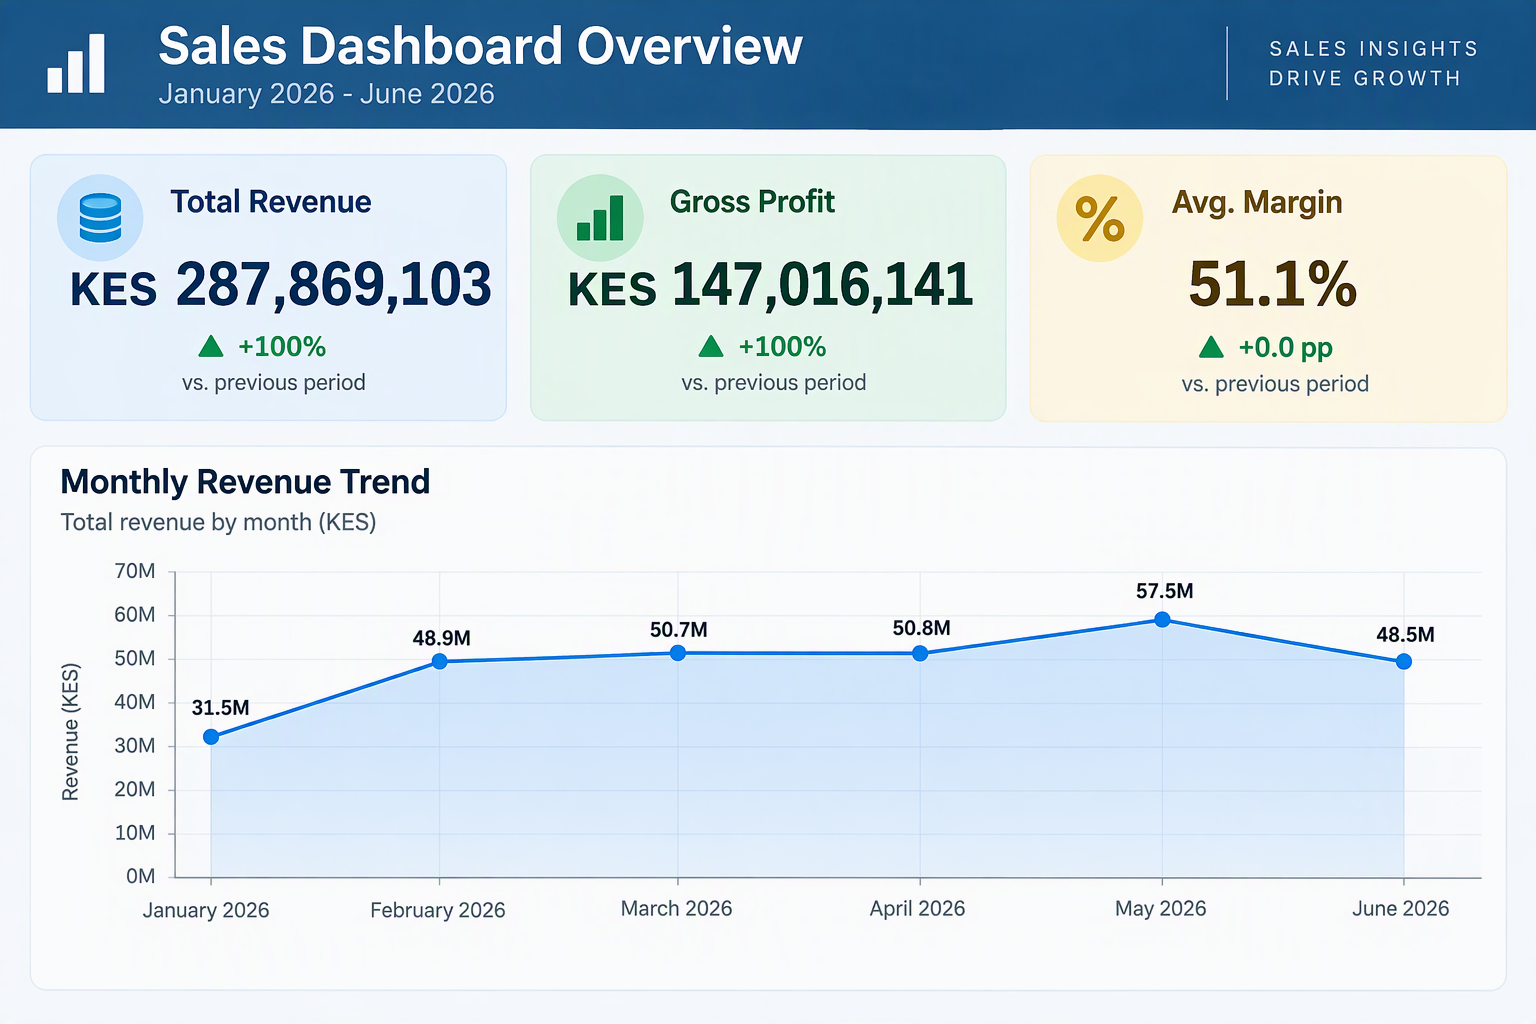 Sales Dashboard Overview
January 2026 - June 2026
SALES INSIGHTS
DRIVE GROWTH
Total Revenue
KES 287,869,103
▲ +100%
vs. previous period
Gross Profit
KES 147,016,141
▲ +100%
vs. previous period
%
Avg. Margin
51.1%
▲ +0.0 pp
vs. previous period
Monthly Revenue Trend
Total revenue by month (KES)
Revenue (KES)
70M
60M
50M
40M
30M
20M
10M
0M
31.5M
48.9M
50.7M
50.8M
57.5M
48.5M
January 2026
February 2026
March 2026
April 2026
May 2026
June 2026